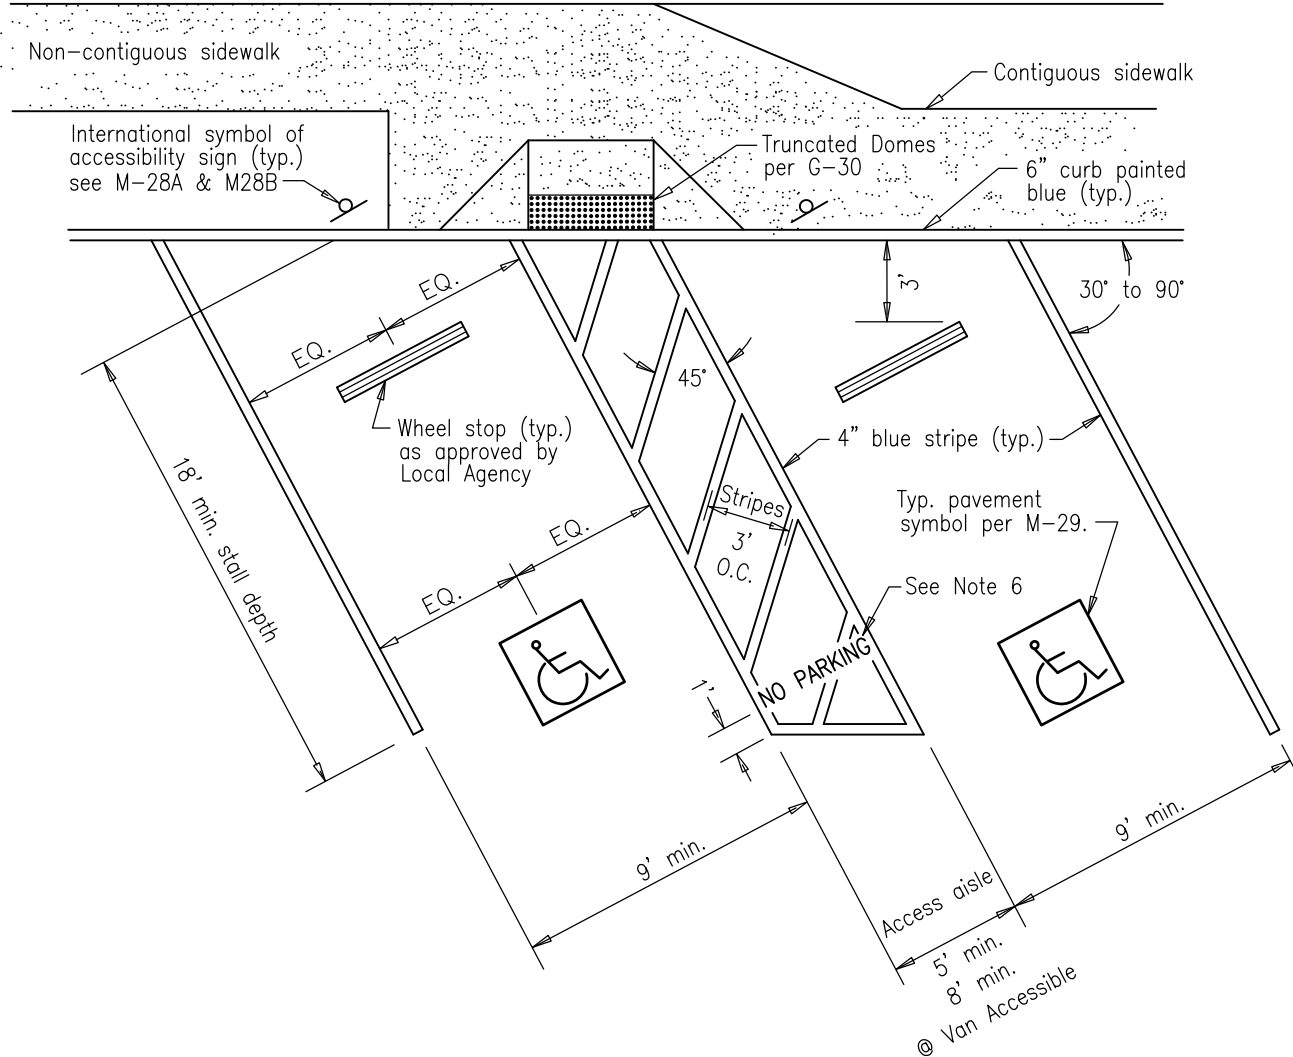 Non-contiguous sidewalk
Contiguous sidewalk
International symbol of
accessibility sign (typ.)
see M-28A & M28B
Truncated Domes
per G-30
6" curb painted
blue (typ.)
EQ.
EQ.
3'
30° to 90°
45°
Wheel stop (typ.)
as approved by
Local Agency
4" blue stripe (typ.)
18' min. stall depth
Stripes
3'
O.C.
Typ. pavement
symbol per M-29.
EQ.
EQ.
See Note 6
NO PARKING
1'
9' min.
9' min.
Access aisle
5' min.
8' min.
@ Van Accessible